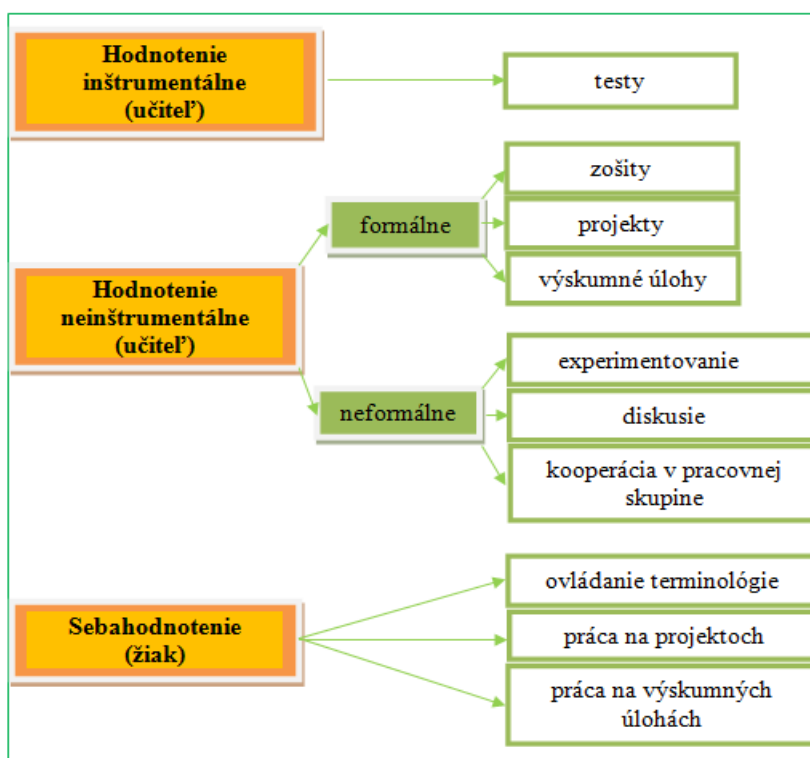 Hodnotenie
inštrumentálne
(učiteľ)
testy
Hodnotenie
neinštrumentálne
(učiteľ)
formálne
zošity
projekty
výskumné úlohy
neformálne
experimentovanie
diskusie
kooperácia v pracovnej
skupine
Sebahodnotenie
(žiak)
ovládanie terminológie
práca na projektoch
práca na výskumných
úlohách